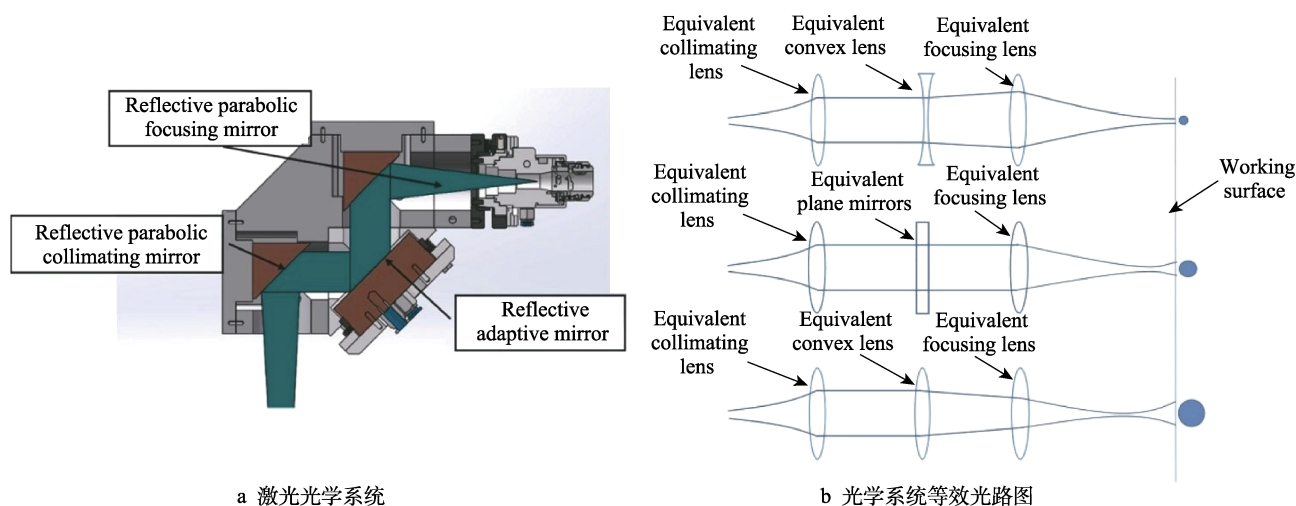 Reflective parabolic
focusing mirror
Reflective parabolic
collimating mirror
Reflective
adaptive mirror
a 激光光学系统
Equivalent
collimating
lens
Equivalent
convex lens
Equivalent
focusing lens
Working
surface
Equivalent
collimating
lens
Equivalent
plane mirrors
Equivalent
focusing lens
Equivalent
collimating
lens
Equivalent
convex lens
Equivalent
focusing lens
b 光学系统等效光路图